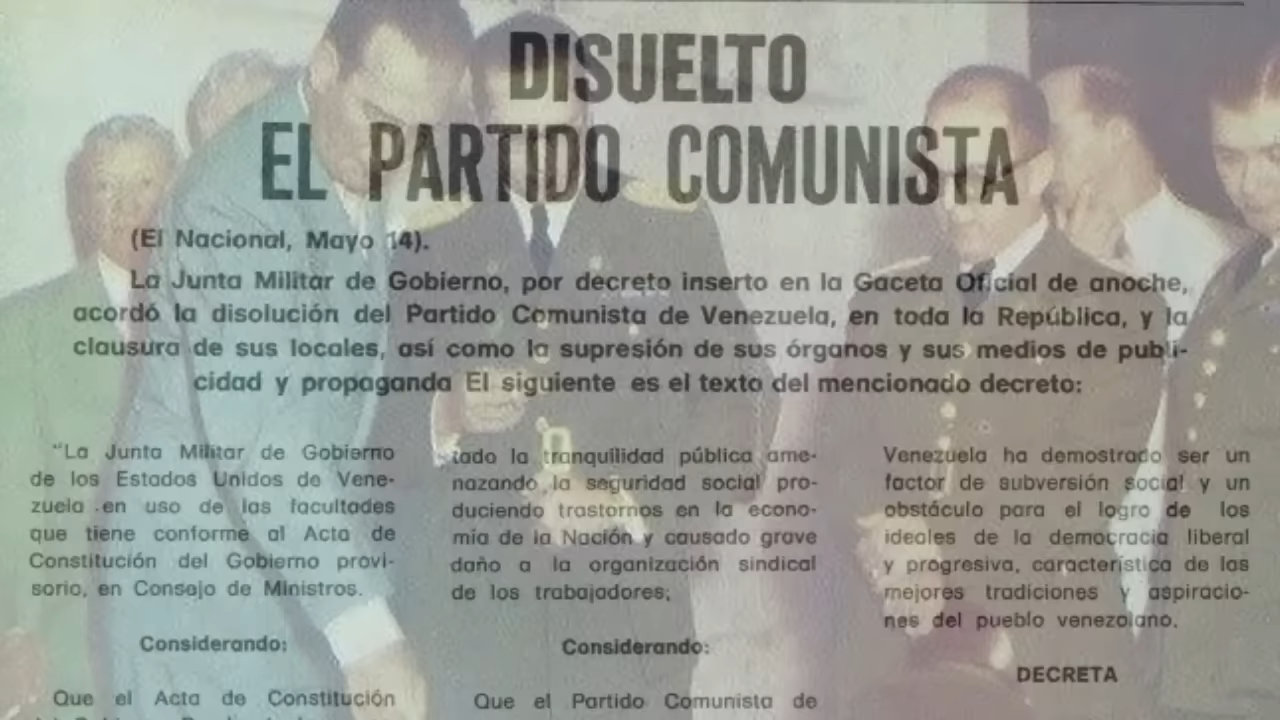 DISUELTO
EL PARTIDO COMUNISTA
(El Nacional, Mayo 14).
La Junta Militar de Gobierno, por decreto inserto en la Gaceta Oficial de anoche,
acordó la disolución del Partido Comunista de Venezuela, en toda la República, y la
clausura de sus locales, así como la supresión de sus órganos y sus medios de publi-
cidad y propaganda El siguiente es el texto del mencionado decreto:
"La Junta Militar de Gobierno
de los Estados Unidos de Vene-
zuela en uso de las facultades
que tiene conforme al Acta de
Constitución del Gobierno provi-
sorio, en Consejo de Ministros.
Considerando:
Que el Acta de Constitución
tado la tranquilidad pública ame-
nazando la seguridad social pro-
duciendo trastornos en la econo-
mía de la Nación y causado grave
daño a la organización sindical
de los trabajadores;
Considerando:
Que el Partido Comunista de
Venezuela ha demostrado ser un
factor de subversión social y un
obstáculo para el logro de los
ideales de la democracia liberal
y progresiva, característica de las
mejores tradiciones y aspiracio-
nes del pueblo venezolano.
DECRETA